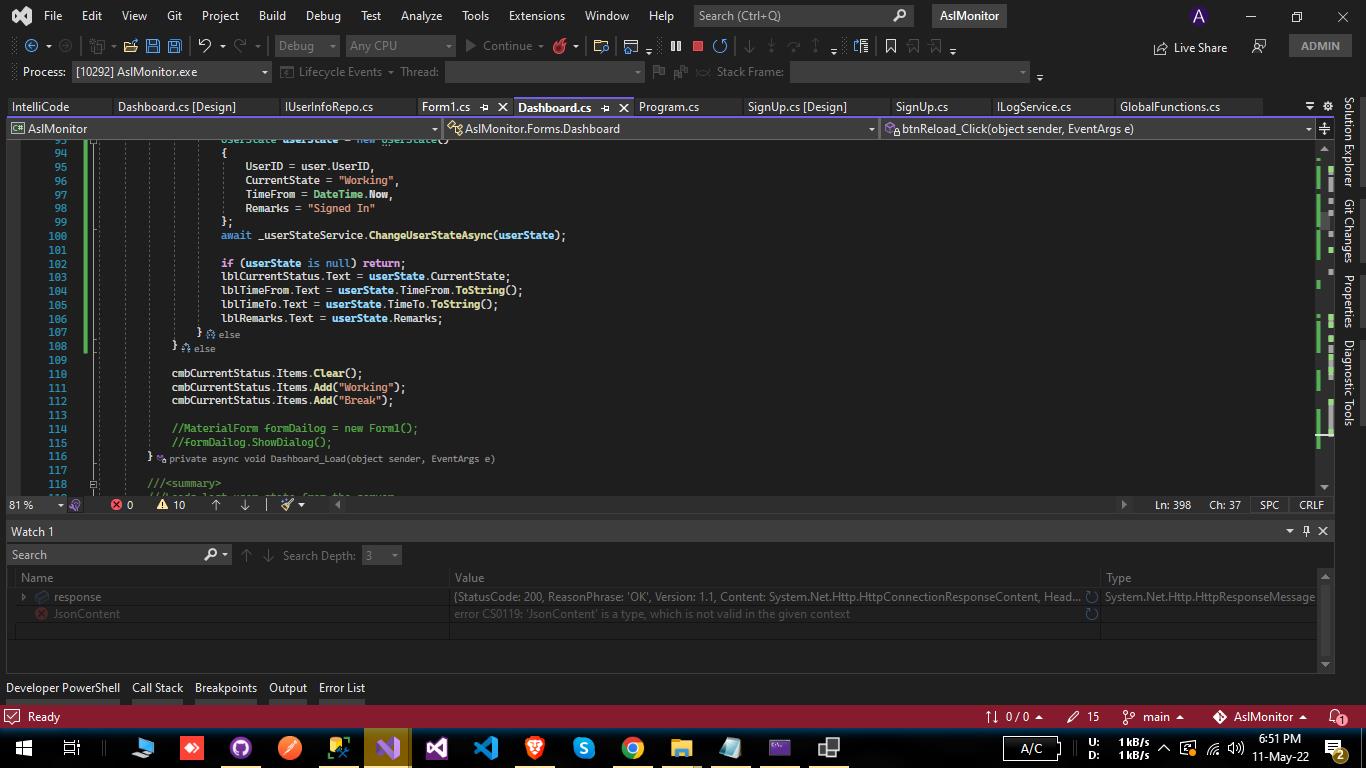 File Edit View Git Project Build Debug Test Analyze Tools Extensions Window Help Search (Ctrl+Q) AslMonitor A
Debug Any CPU Continue Live Share ADMIN
Process: [10292] AslMonitor.exe Lifecycle Events Thread: Stack Frame:
IntelliCode Dashboard.cs [Design] IUserInfoRepo.cs Form1.cs Dashboard.cs Program.cs SignUp.cs [Design] SignUp.cs ILogService.cs GlobalFunctions.cs
C# AslMonitor AslMonitor.Forms.Dashboard btnReload_Click(object sender, EventArgs e)
93 UserState userState = new UserState()
94 {
95 UserID = user.UserID,
96 CurrentState = "Working",
97 TimeFrom = DateTime.Now,
98 Remarks = "Signed In"
99 };
100 await _userStateService.ChangeUserStateAsync(userState);
101
102 if (userState is null) return;
103 lblCurrentStatus.Text = userState.CurrentState;
104 lblTimeFrom.Text = userState.TimeFrom.ToString();
105 lblTimeTo.Text = userState.TimeTo.ToString();
106 lblRemarks.Text = userState.Remarks;
107 } else
108 } else
109
110 cmbCurrentStatus.Items.Clear();
111 cmbCurrentStatus.Items.Add("Working");
112 cmbCurrentStatus.Items.Add("Break");
113
114 //MaterialForm formDailog = new Form1();
115 //formDailog.ShowDialog();
116 } private async void Dashboard_Load(object sender, EventArgs e)
117
118 ///<summary>
119 ///Loads last user state from the server
81 % 0 10 Ln: 398 Ch: 37 SPC CRLF
Watch 1
Search Search Depth: 3
Name Value Type
response {StatusCode: 200, ReasonPhrase: 'OK', Version: 1.1, Content: System.Net.Http.HttpConnectionResponseContent, Head... System.Net.Http.HttpResponseMessage
JsonContent error CS0119: 'JsonContent' is a type, which is not valid in the given context
Developer PowerShell Call Stack Breakpoints Output Error List
Ready 0 / 0 15 main AslMonitor 1
A/C U: 1 kB/s 6:51 PM
D: 1 kB/s 11-May-22 2
Solution Explorer
Git Changes
Properties
Diagnostic Tools